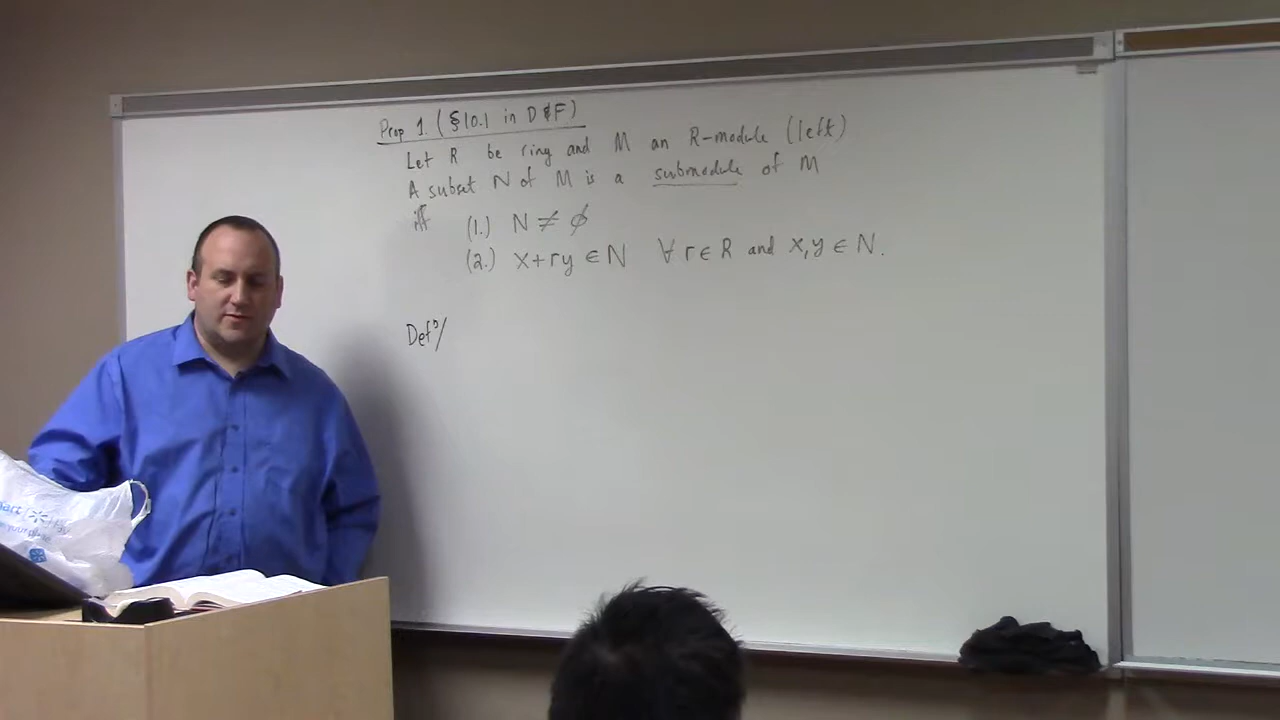 Prop 1. (§10.1 in D&F)
Let R be ring and M an R-module (left)
A subset N of M is a submodule of M
iff (1.) N ≠ ∅
(2.) x+ry ∈ N ∀ r ∈ R and x,y ∈ N.
Defⁿ/